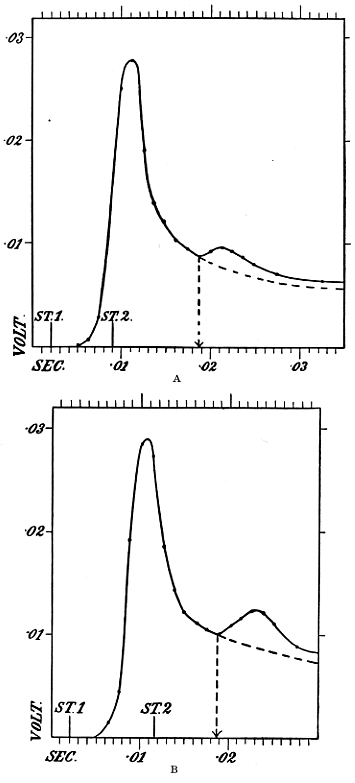 ·03
·02
·01
ST.1. ST.2.
VOLT.
SEC. ·01 ·02 ·03
A
·03
·02
·01
ST.1 ST.2
VOLT.
SEC. ·01 ·02
B